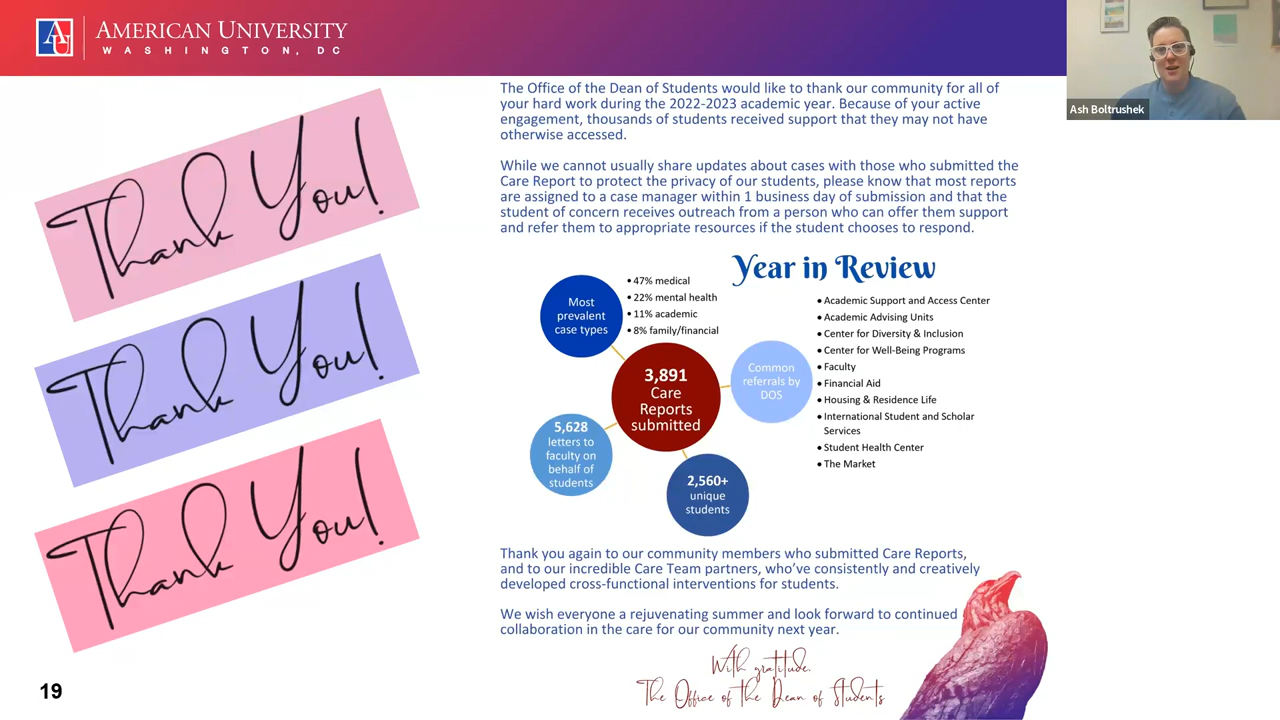 AMERICAN UNIVERSITY
WASHINGTON, DC
Ash Boltrushek
Thank You!
Thank You!
Thank You!
The Office of the Dean of Students would like to thank our community for all of
your hard work during the 2022-2023 academic year. Because of your active
engagement, thousands of students received support that they may not have
otherwise accessed.
While we cannot usually share updates about cases with those who submitted the
Care Report to protect the privacy of our students, please know that most reports
are assigned to a case manager within 1 business day of submission and that the
student of concern receives outreach from a person who can offer them support
and refer them to appropriate resources if the student chooses to respond.
Year in Review
Most
prevalent
case types
• 47% medical
• 22% mental health
• 11% academic
• 8% family/financial
3,891
Care
Reports
submitted
Common
referrals by
DOS
• Academic Support and Access Center
• Academic Advising Units
• Center for Diversity & Inclusion
• Center for Well-Being Programs
• Faculty
• Financial Aid
• Housing & Residence Life
• International Student and Scholar
Services
• Student Health Center
• The Market
5,628
letters to
faculty on
behalf of
students
2,560+
unique
students
Thank you again to our community members who submitted Care Reports,
and to our incredible Care Team partners, who've consistently and creatively
developed cross-functional interventions for students.
We wish everyone a rejuvenating summer and look forward to continued
collaboration in the care for our community next year.
With gratitude,
The Office of the Dean of Students
19